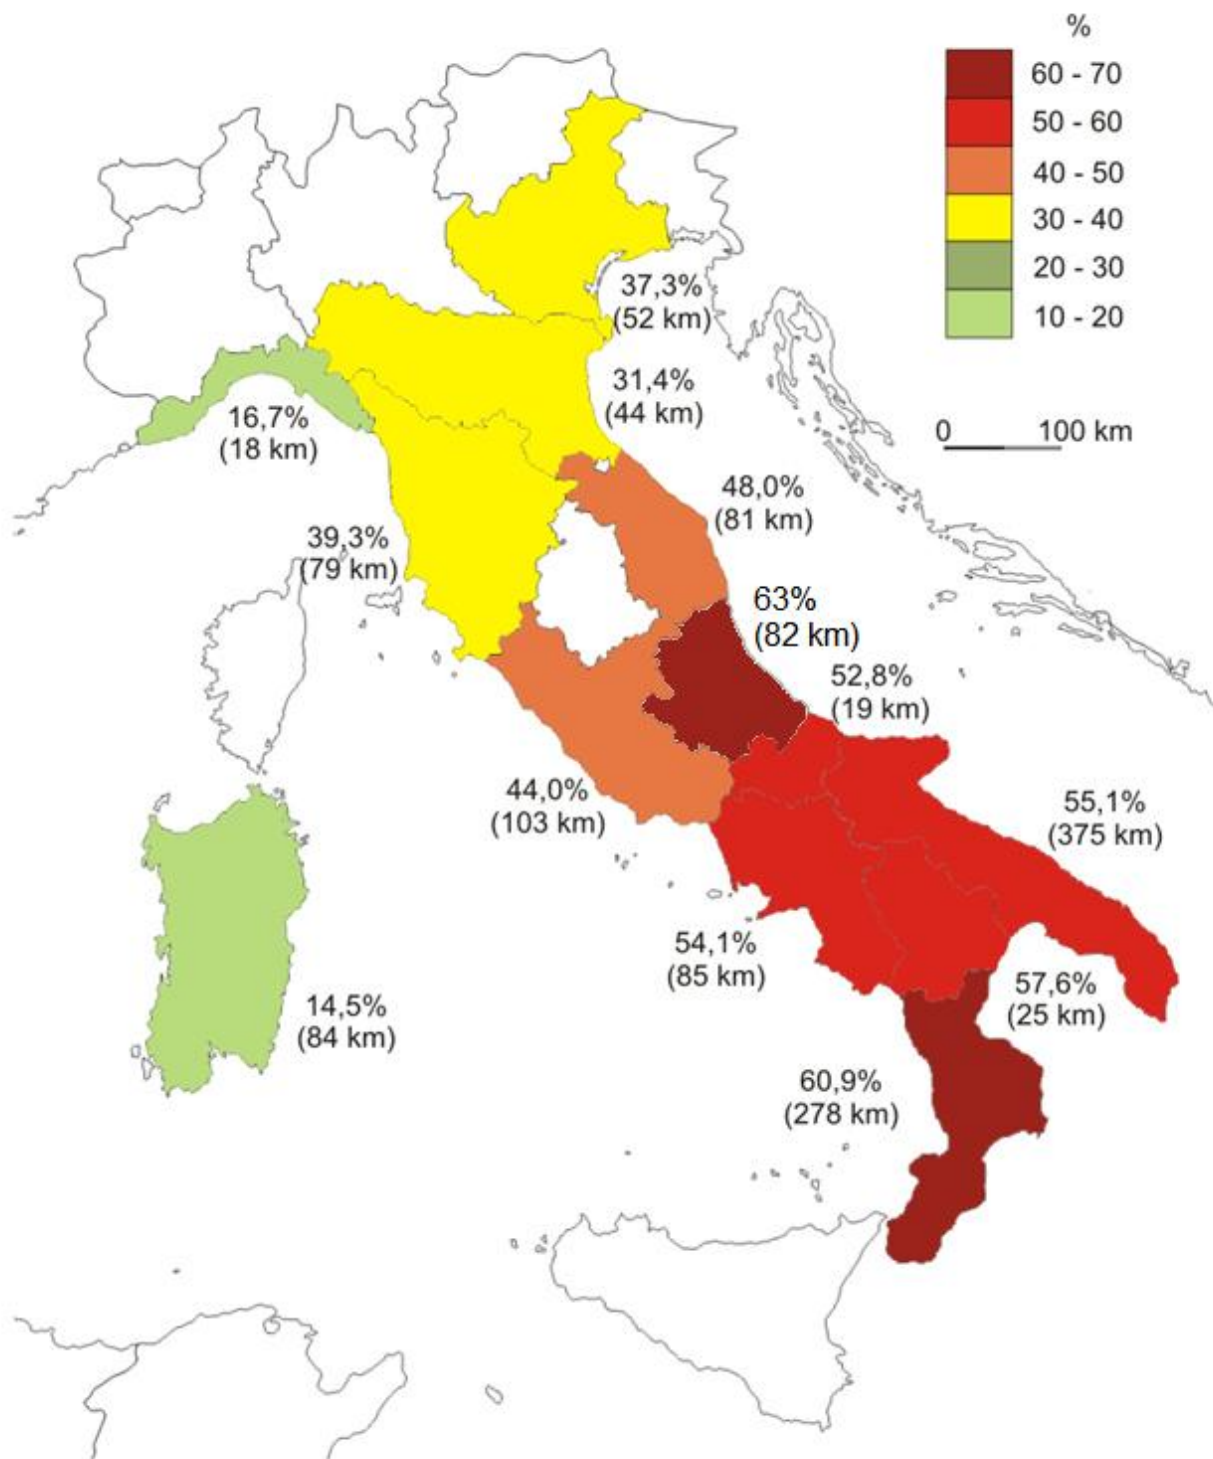 %
60 - 70
50 - 60
40 - 50
30 - 40
20 - 30
10 - 20
37,3%
(52 km)
31,4%
(44 km)
16,7%
(18 km)
0 100 km
48,0%
(81 km)
39,3%
(79 km)
63%
(82 km)
52,8%
(19 km)
44,0%
(103 km)
55,1%
(375 km)
54,1%
(85 km)
57,6%
(25 km)
14,5%
(84 km)
60,9%
(278 km)